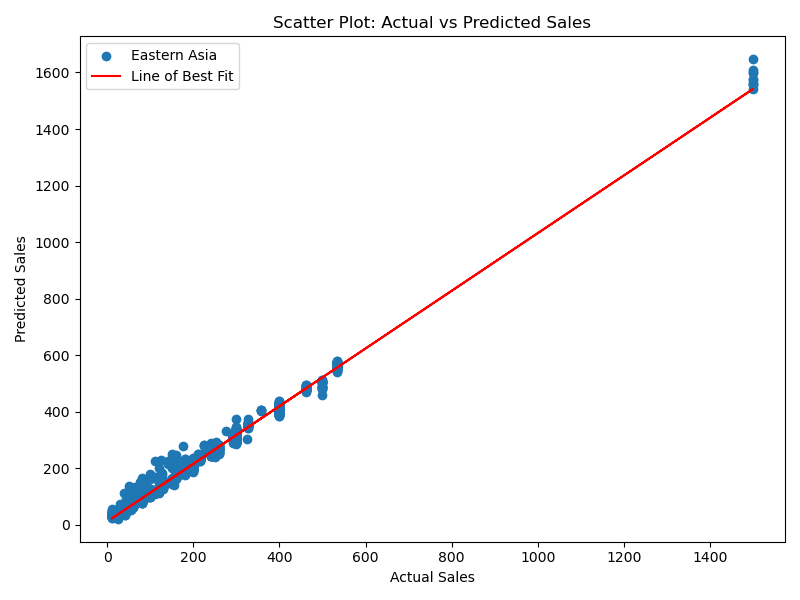 Scatter Plot: Actual vs Predicted Sales
Eastern Asia
Line of Best Fit
Predicted Sales
1600
1400
1200
1000
800
600
400
200
0
0 200 400 600 800 1000 1200 1400
Actual Sales